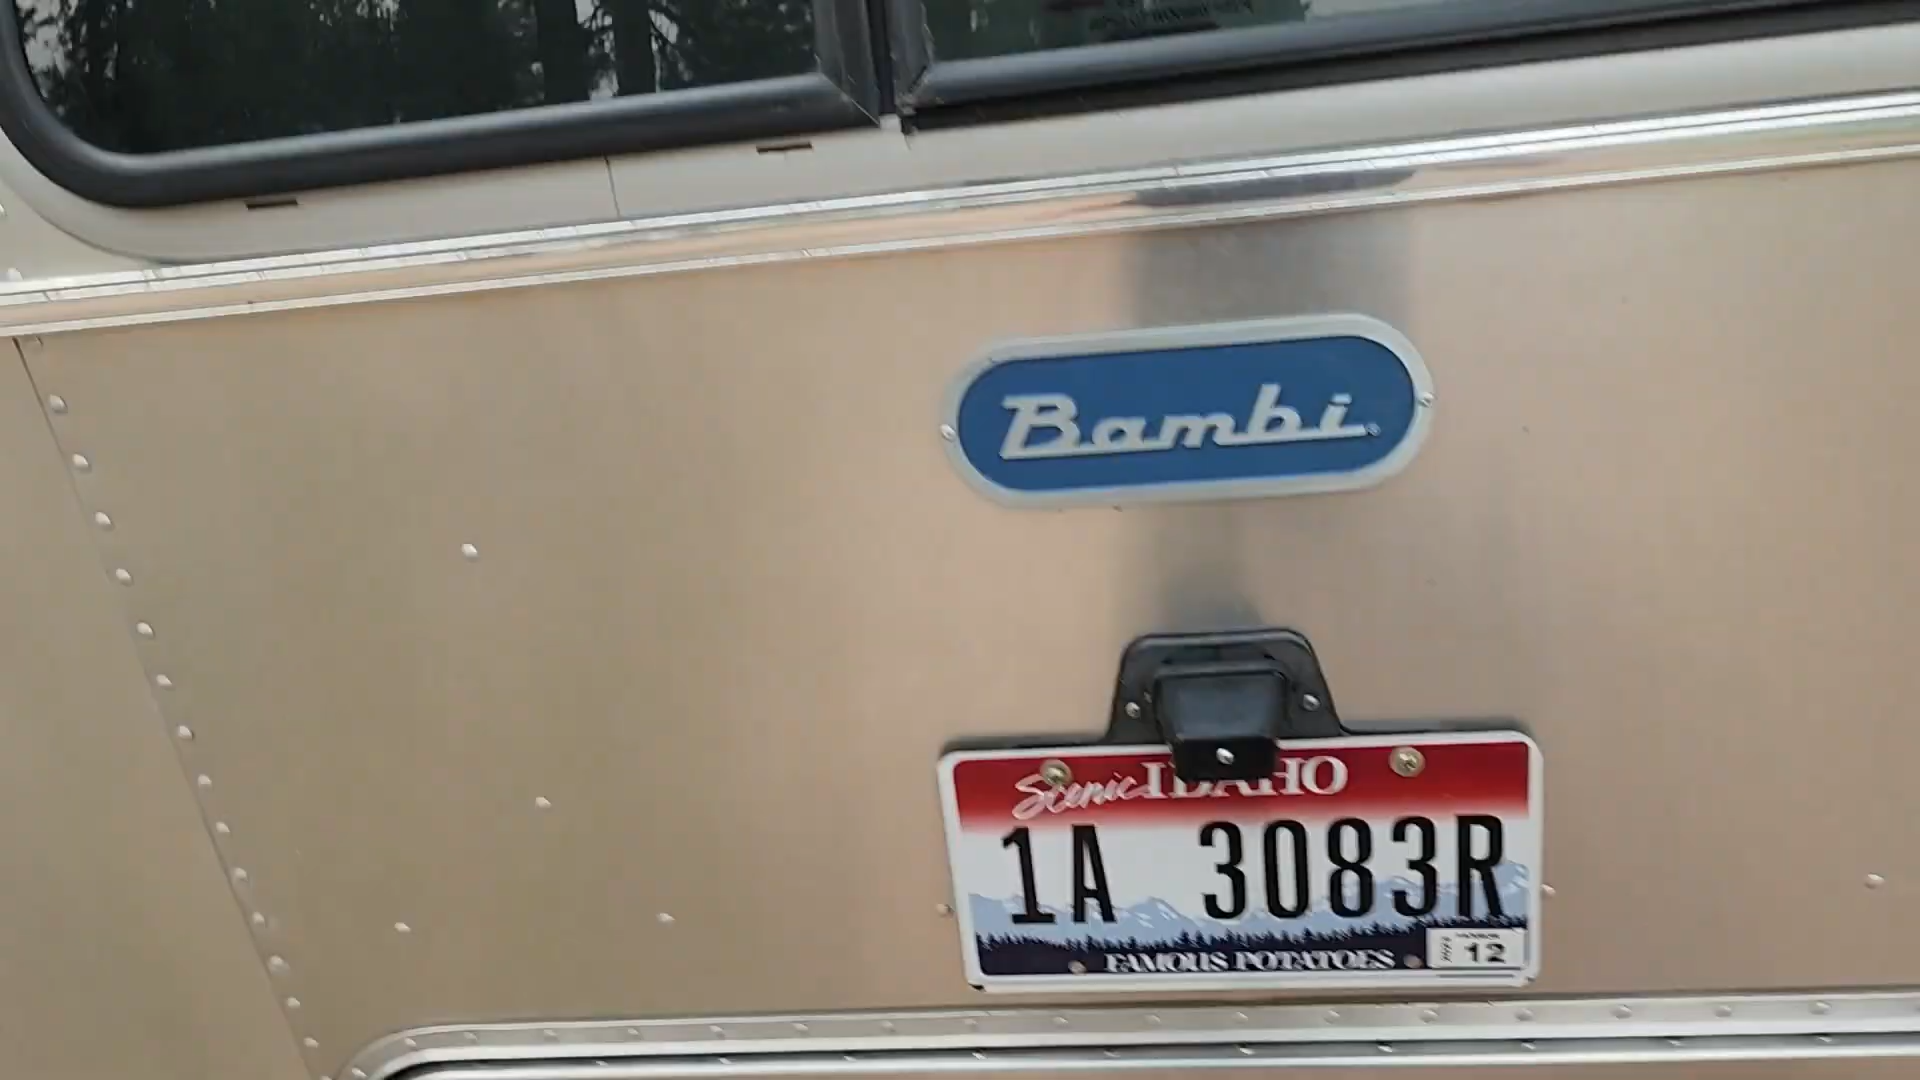 Bambi
Scenic IDAHO
1A 3083R
FAMOUS POTATOES
12